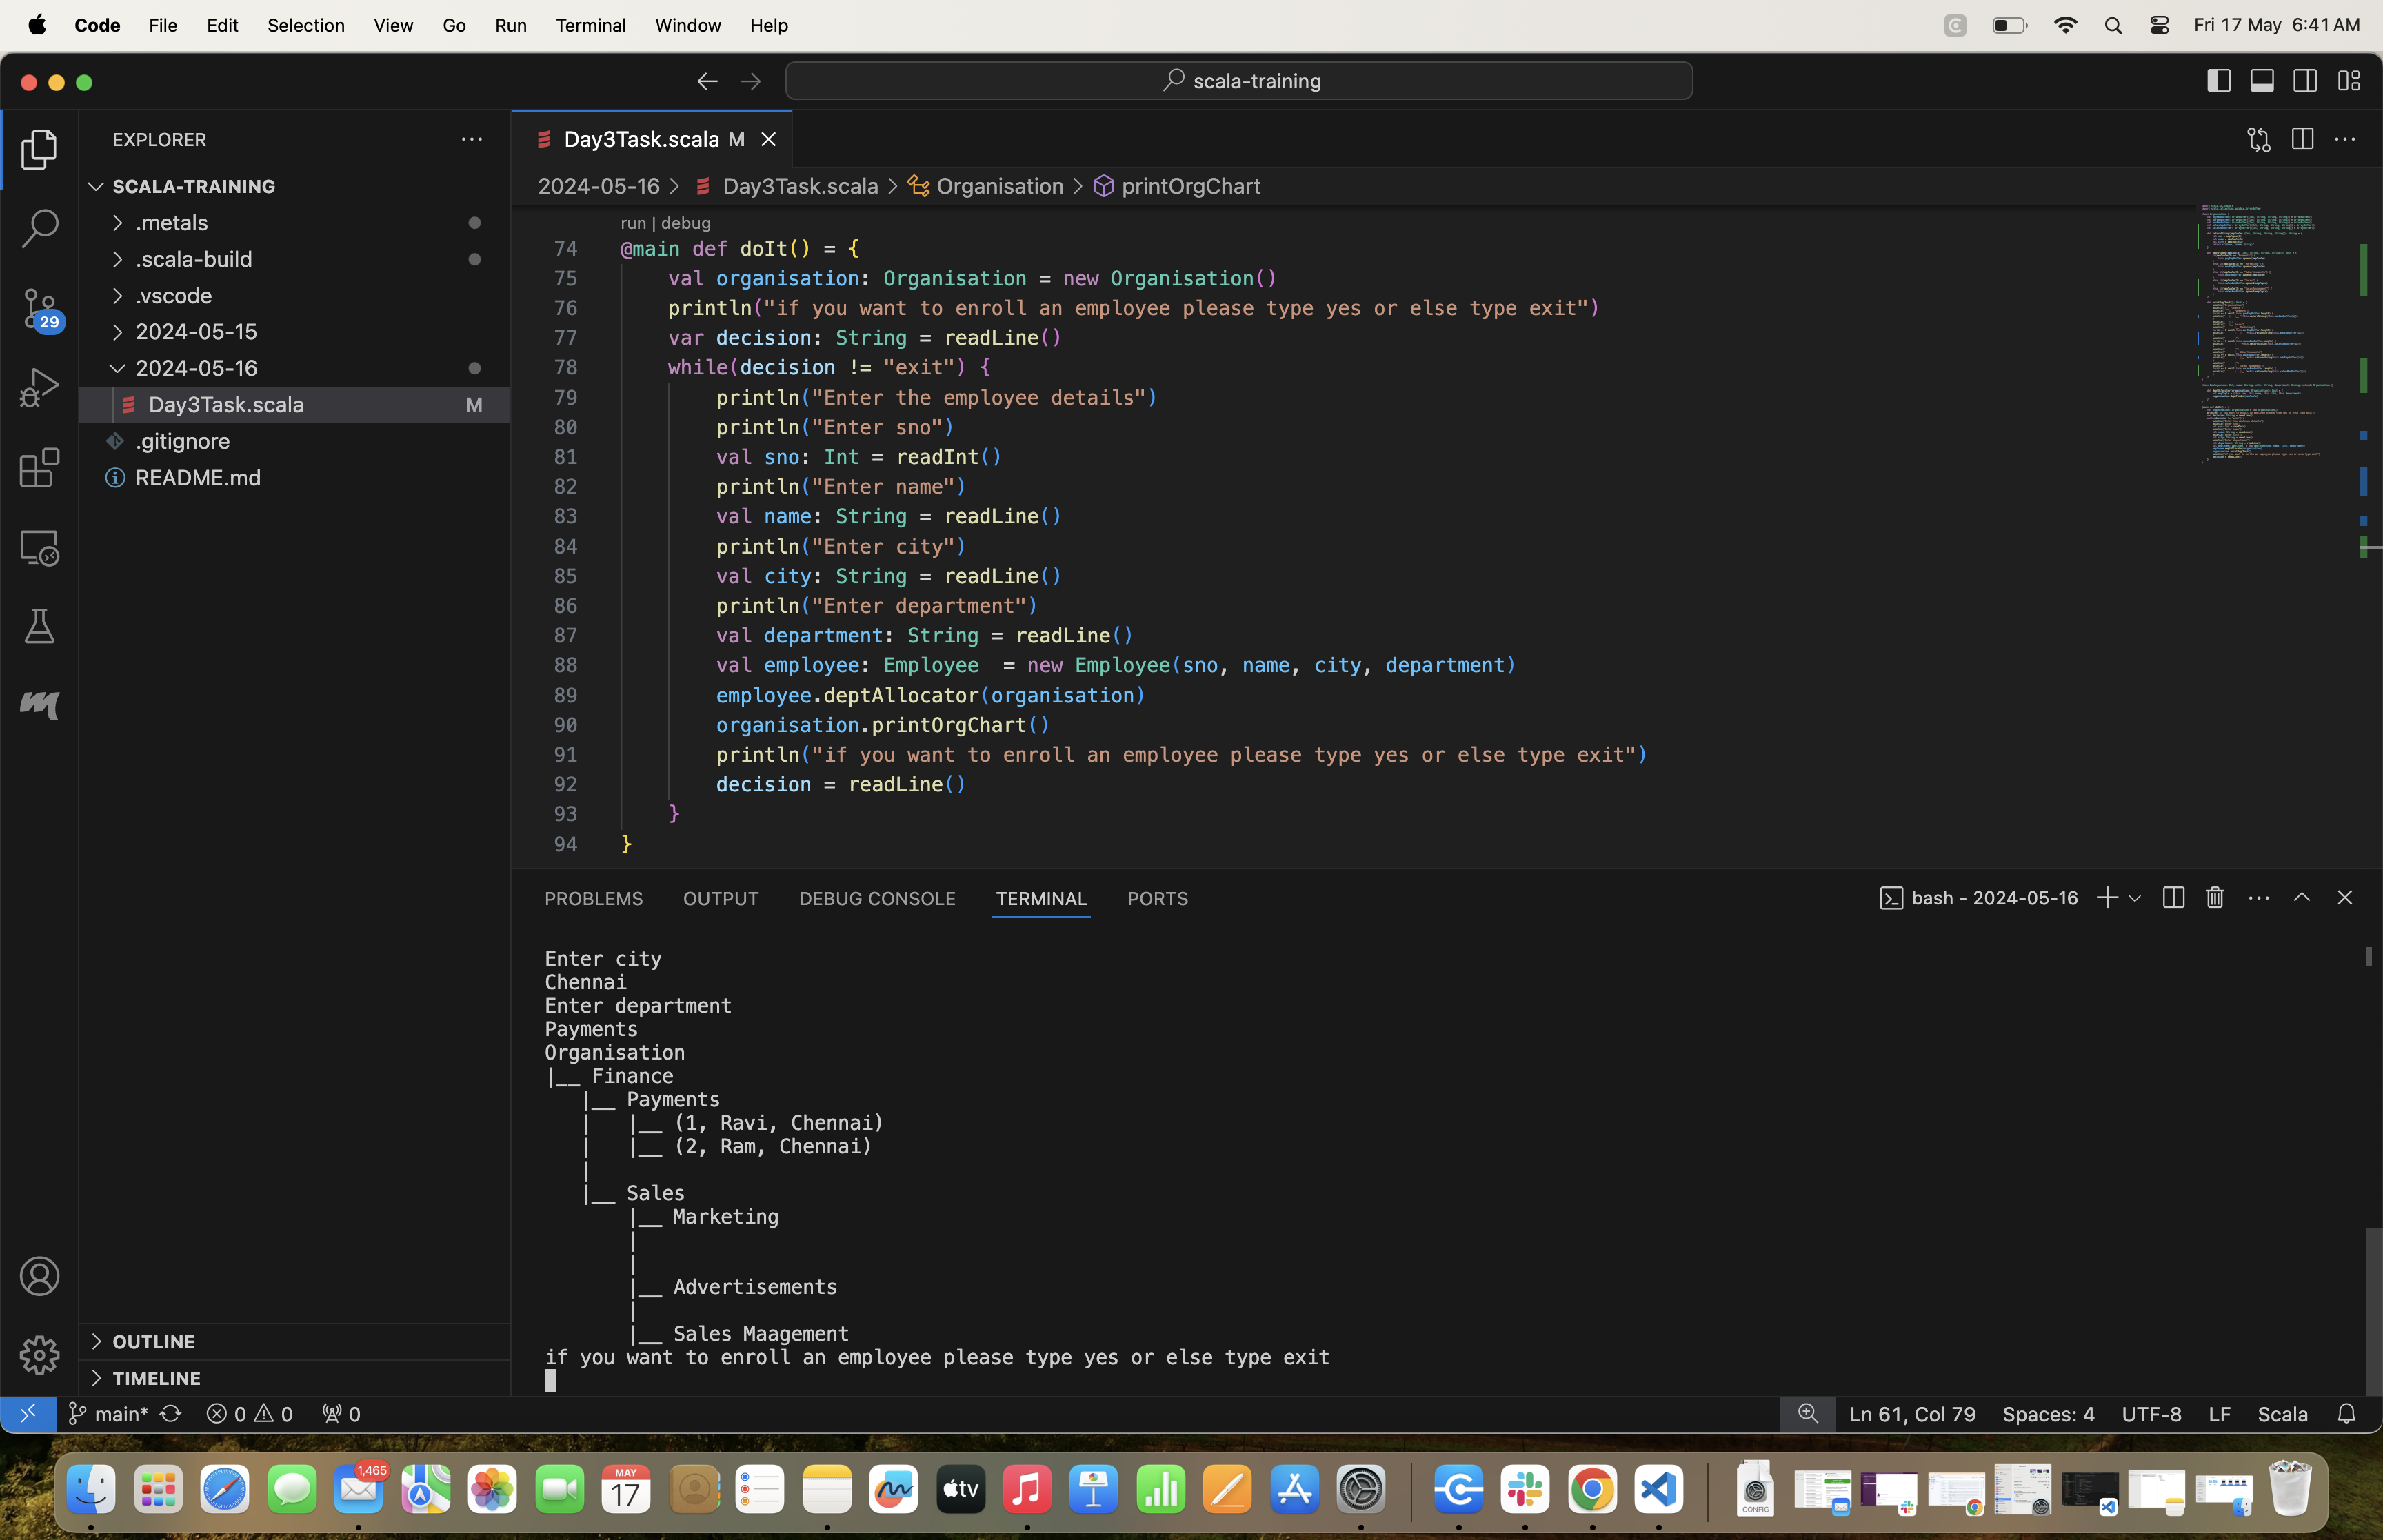 Code File Edit Selection View Go Run Terminal Window Help Fri 17 May 6:41 AM
scala-training
EXPLORER
SCALA-TRAINING
.metals
.scala-build
.vscode
2024-05-15
2024-05-16
Day3Task.scala M
.gitignore
README.md
29
OUTLINE
TIMELINE
Day3Task.scala M
2024-05-16 > Day3Task.scala > Organisation > printOrgChart
run | debug
74 @main def doIt() = {
75     val organisation: Organisation = new Organisation()
76     println("if you want to enroll an employee please type yes or else type exit")
77     var decision: String = readLine()
78     while(decision != "exit") {
79         println("Enter the employee details")
80         println("Enter sno")
81         val sno: Int = readInt()
82         println("Enter name")
83         val name: String = readLine()
84         println("Enter city")
85         val city: String = readLine()
86         println("Enter department")
87         val department: String = readLine()
88         val employee: Employee  = new Employee(sno, name, city, department)
89         employee.deptAllocator(organisation)
90         organisation.printOrgChart()
91         println("if you want to enroll an employee please type yes or else type exit")
92         decision = readLine()
93     }
94 }
PROBLEMS OUTPUT DEBUG CONSOLE TERMINAL PORTS bash - 2024-05-16
Enter city
Chennai
Enter department
Payments
Organisation
|__ Finance
   |__ Payments
   |   |__ (1, Ravi, Chennai)
   |   |__ (2, Ram, Chennai)
   |
   |__ Sales
       |__ Marketing
       |
       |
       |__ Advertisements
       |
       |__ Sales Maagement
if you want to enroll an employee please type yes or else type exit
main* 0 0 0 Ln 61, Col 79 Spaces: 4 UTF-8 LF Scala
1,465
MAY
17
tv
CONFIG